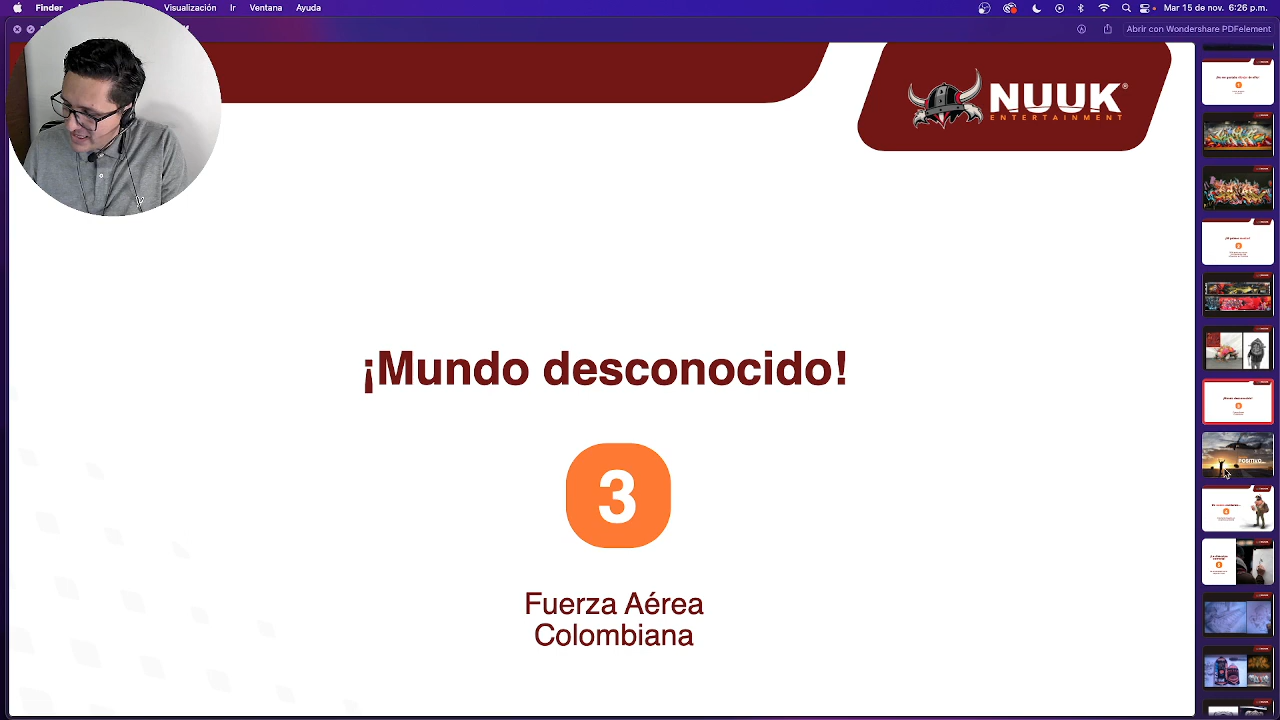 Finder
Visualización
Ir
Ventana
Ayuda
Mar 15 de nov. 6:26 p.m.
Abrir con Wondershare PDFelement
NUUK®
ENTERTAINMENT
¡Mundo desconocido!
3
Fuerza Aérea
Colombiana
POSITIVO...